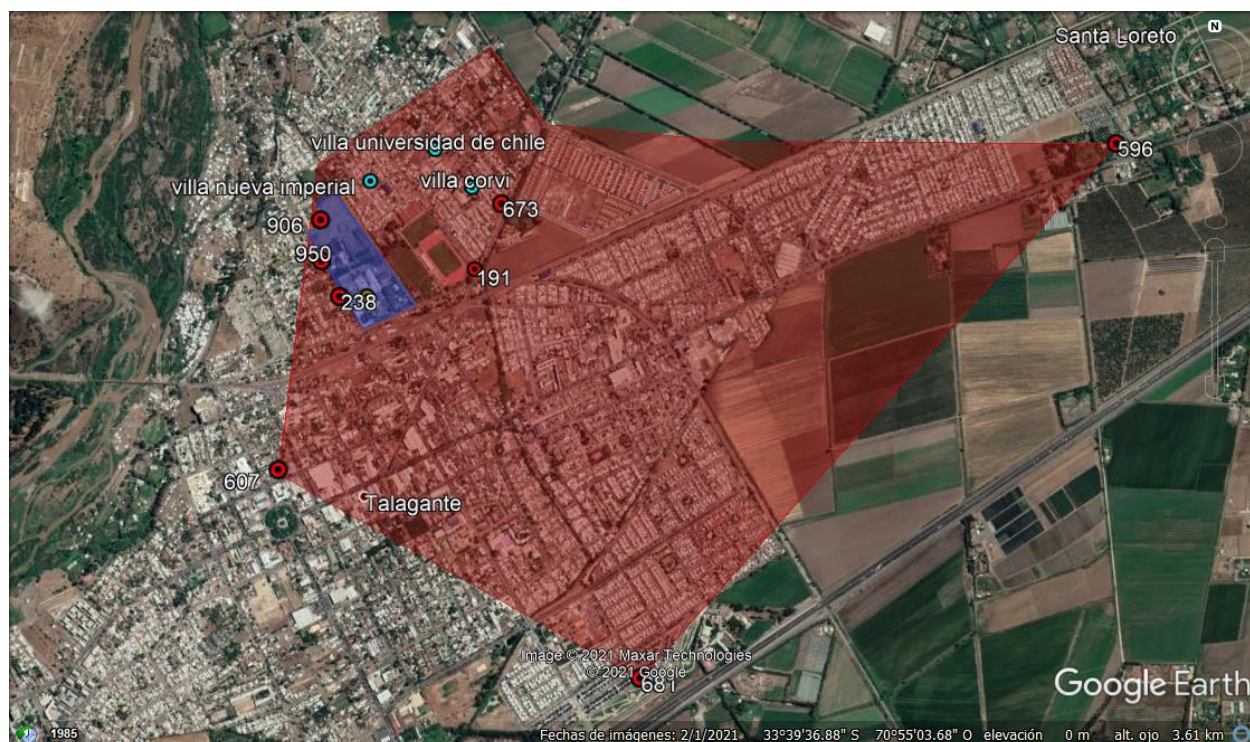 Santa Loreto
N
villa universidad de chile
villa nueva imperial
villa corvi
596
673
906
950
191
238
607
Talagante
Image © 2021 Maxar Technologies
© 2021 Google
681
Google Earth
1985
Fechas de imágenes: 2/1/2021 33°39'36.88" S 70°55'03.68" O elevación 0 m alt. ojo 3.61 km